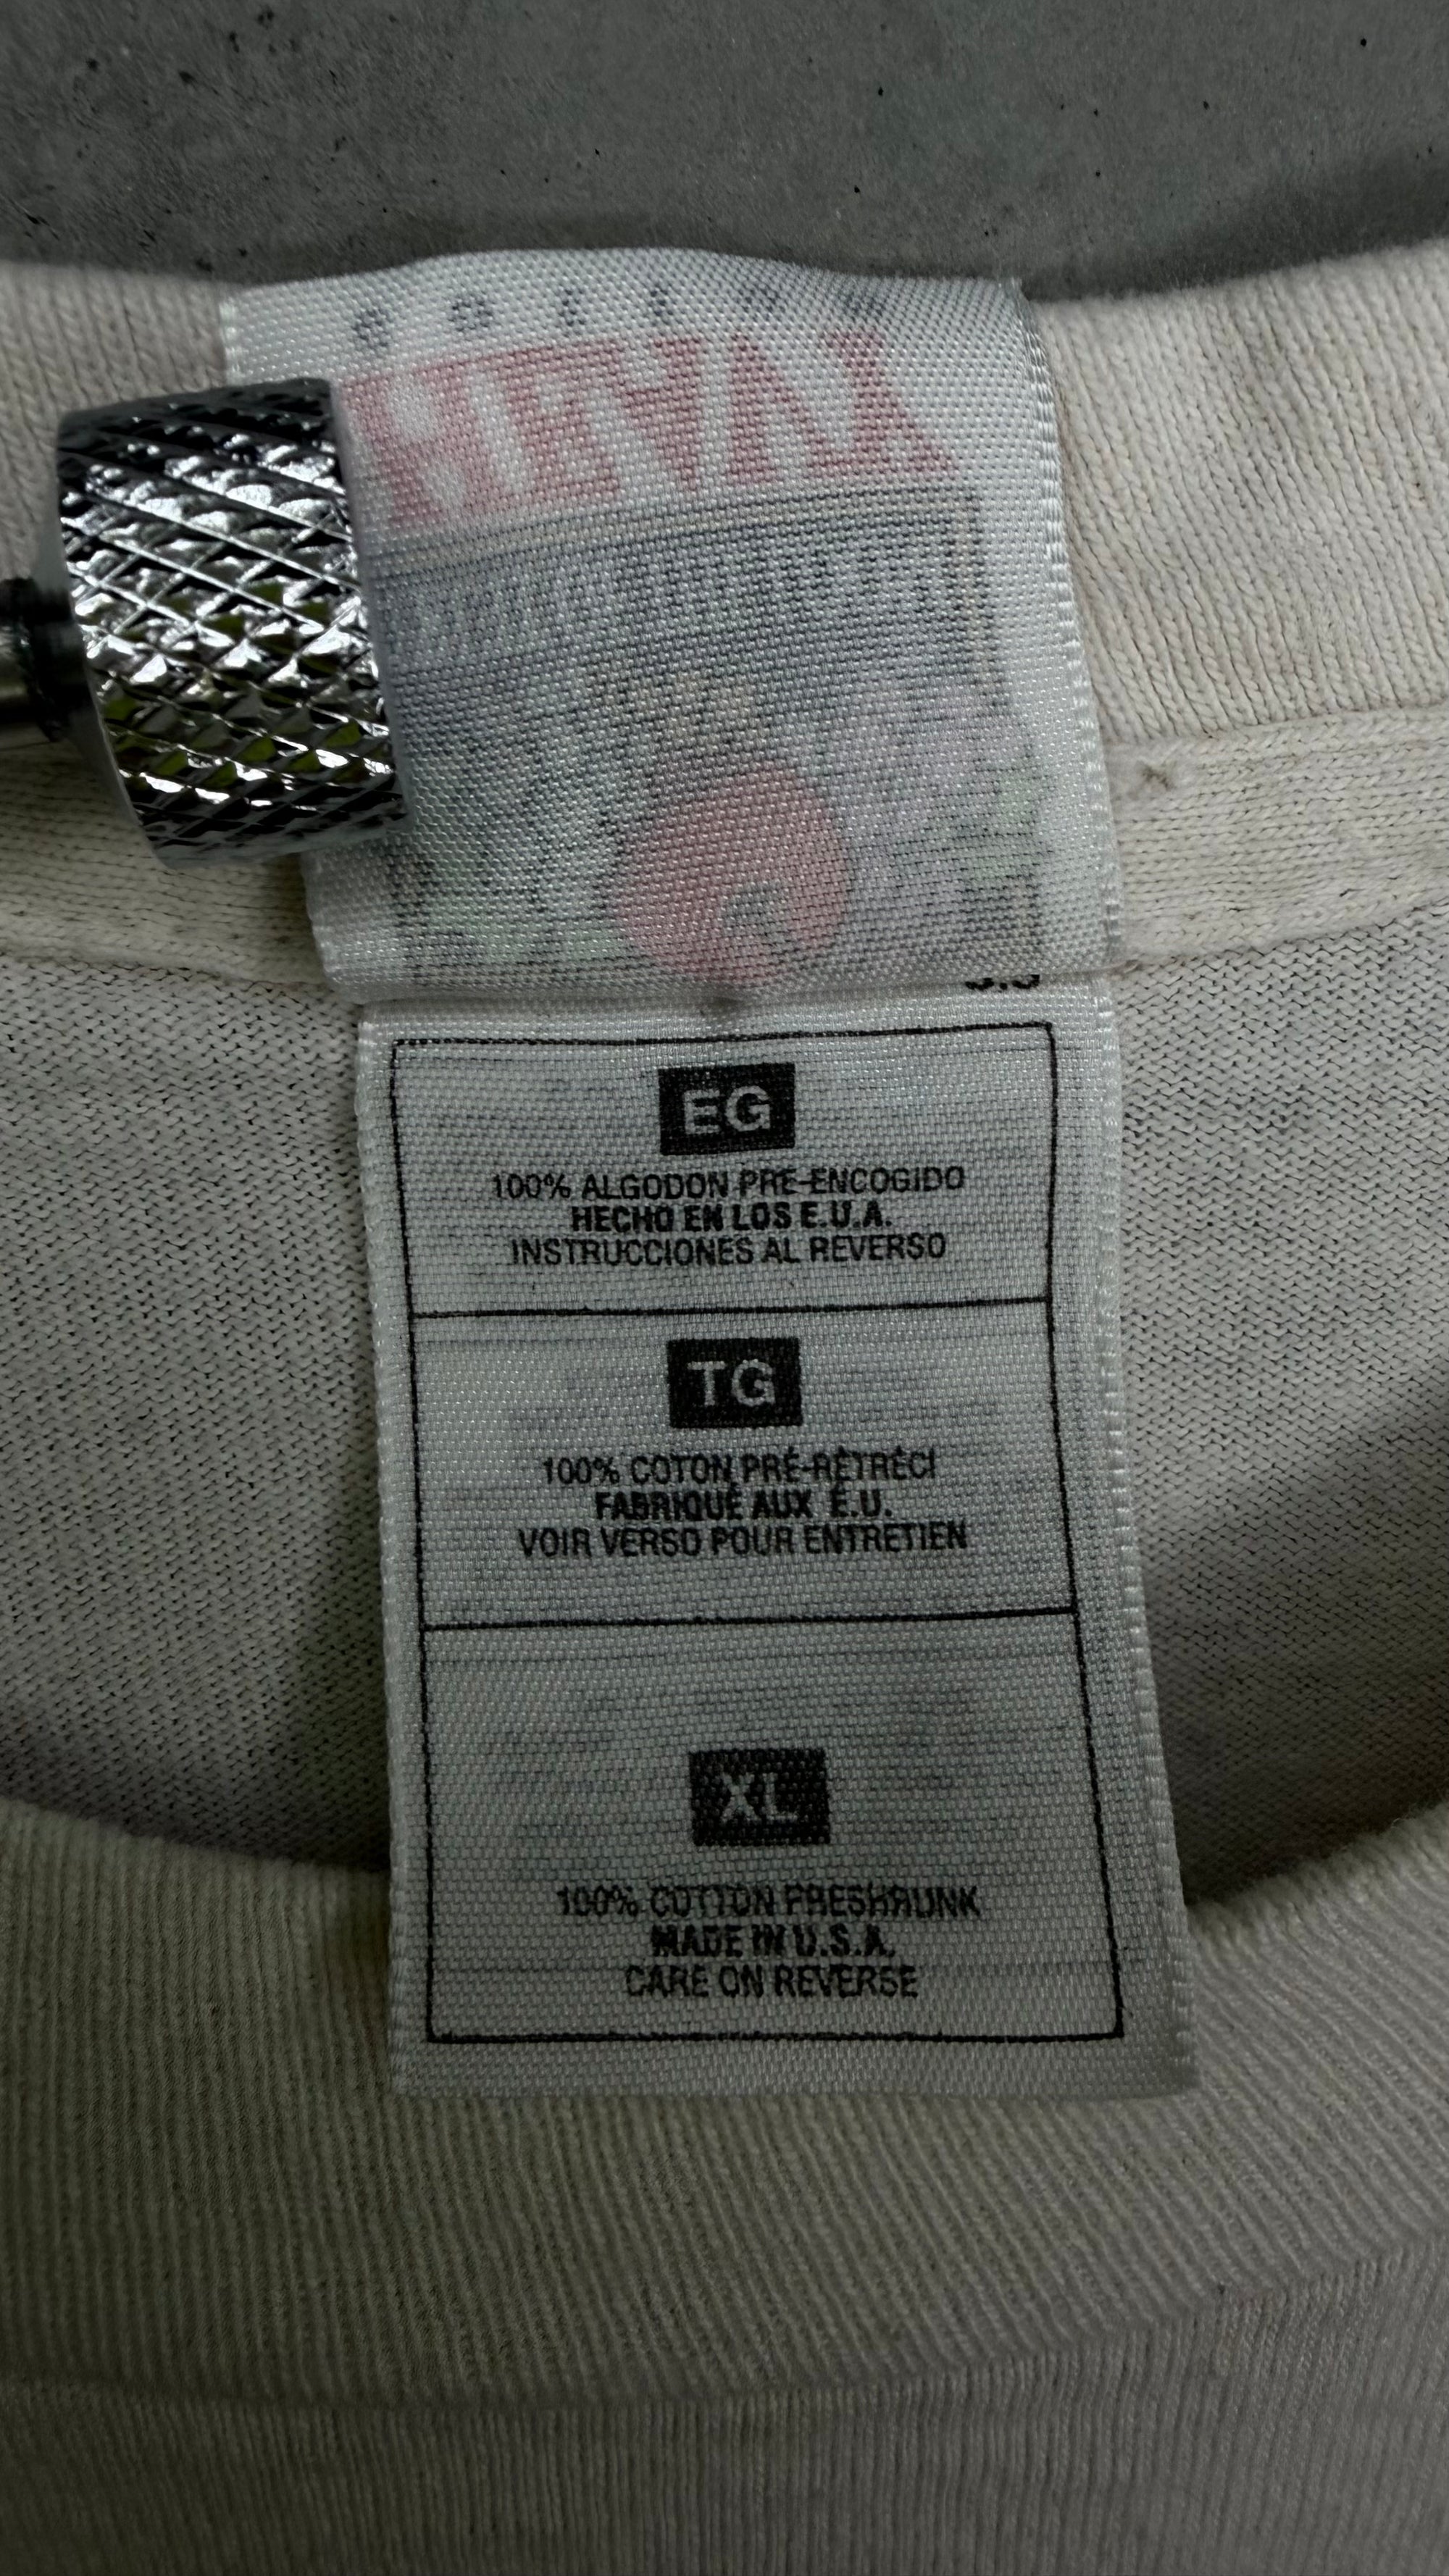 HEAVY
EG
100% ALGODON PRE-ENCOGIDO
HECHO EN LOS E.U.A.
INSTRUCCIONES AL REVERSO
TG
100% COTON PRÉ-RÉTRÉCI
FABRIQUÉ AUX É.U.
VOIR VERSO POUR ENTRETIEN
XL
100% COTTON PRESHRUNK
MADE IN U.S.A.
CARE ON REVERSE